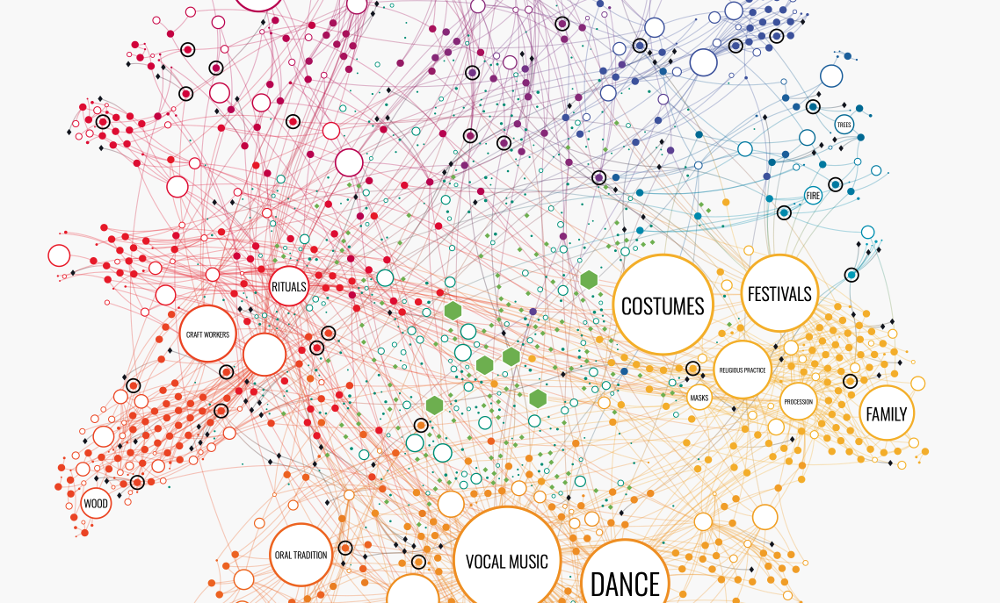 TREES
FIRE
RITUALS
COSTUMES
FESTIVALS
CRAFT WORKERS
RELIGIOUS PRACTICE
MASKS
PROCESSION
FAMILY
WOOD
ORAL TRADITION
VOCAL MUSIC
DANCE